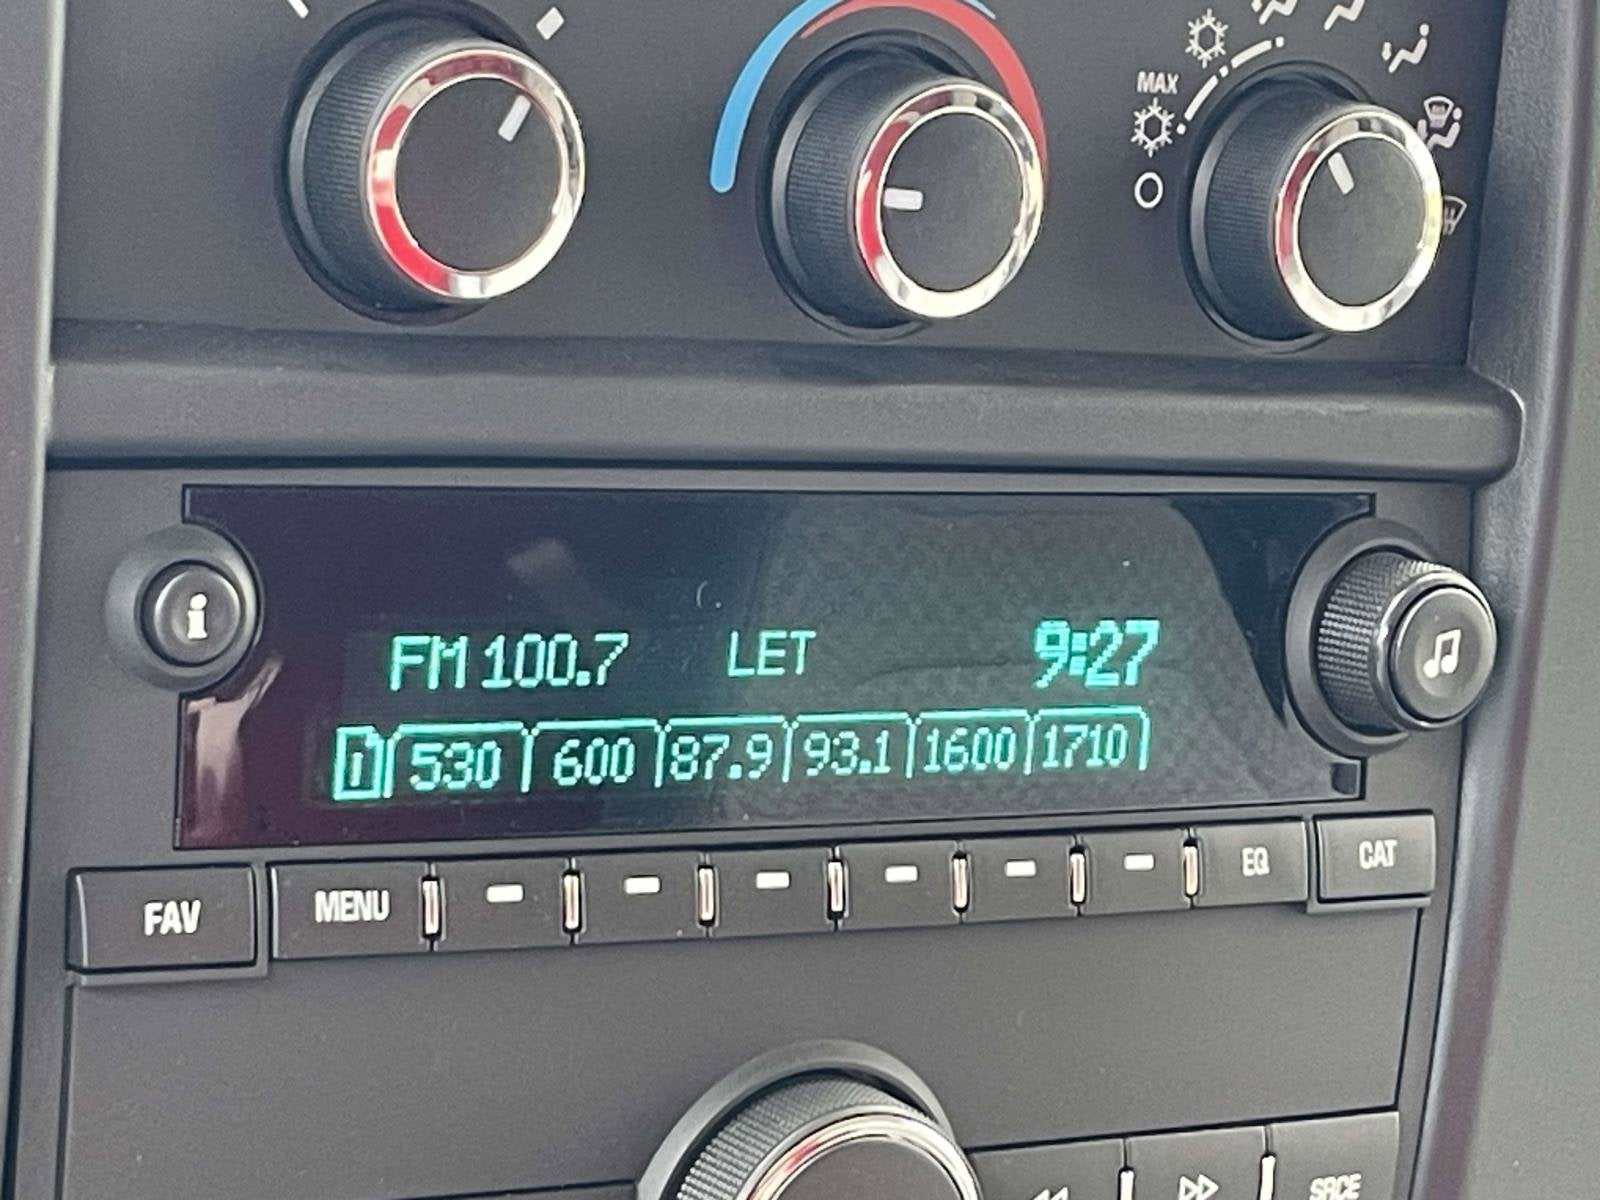 MAX
i
FM 100.7 LET 9:27
1 530 600 87.9 93.1 1600 1710
FAV MENU EQ CAT
SRCE